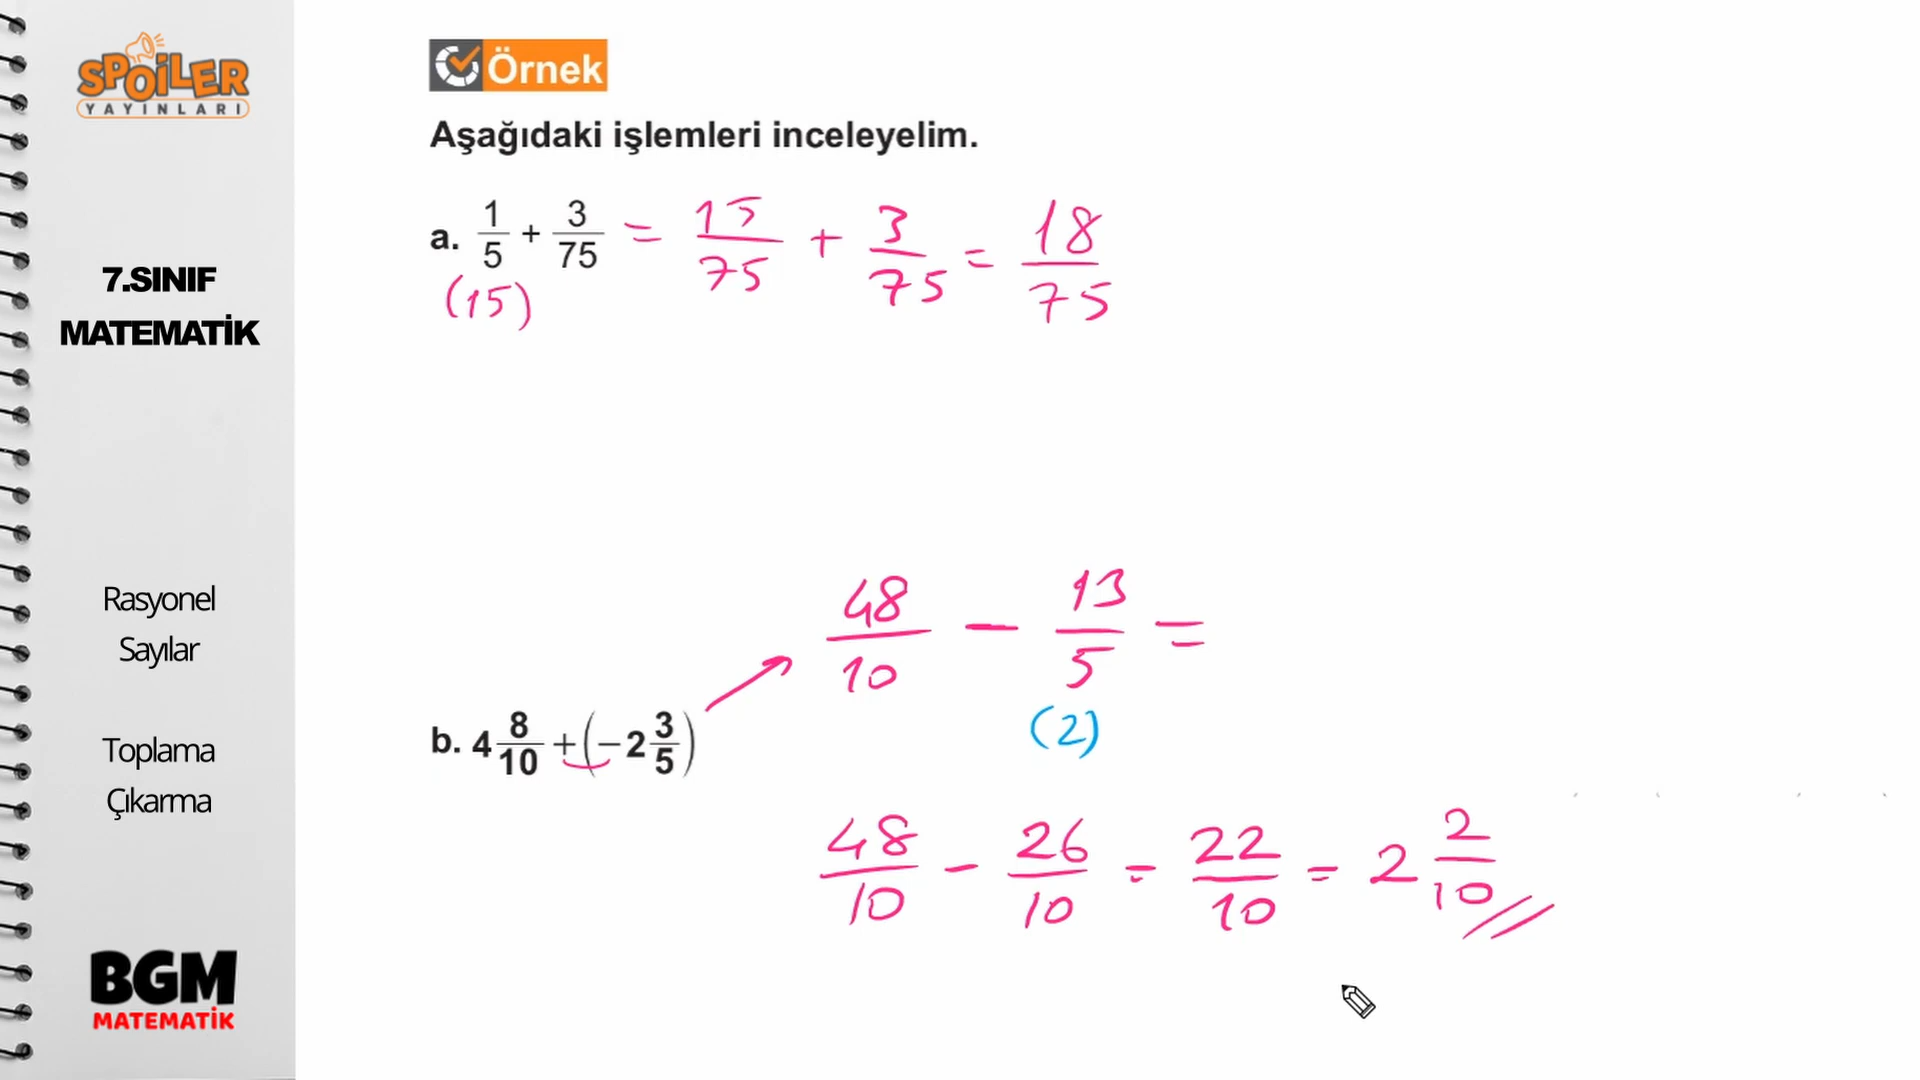 SPOiLER
YAYINLARI
7.SINIF
MATEMATİK
Rasyonel
Sayılar
Toplama
Çıkarma
BGM
MATEMATİK
Örnek
Aşağıdaki işlemleri inceleyelim.
a. 1/5 + 3/75 = 15/75 + 3/75 = 18/75
(15)
48/10 - 13/5 =
(2)
b. 4 8/10 + (-2 3/5)
48/10 - 26/10 = 22/10 = 2 2/10